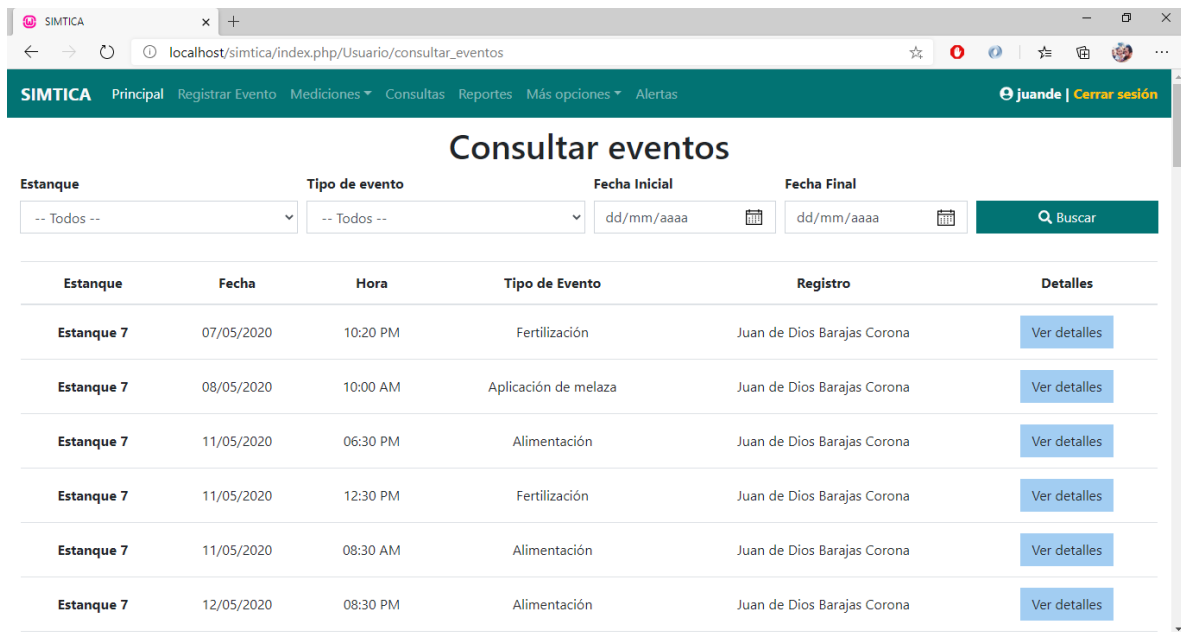 SIMTICA
localhost/simtica/index.php/Usuario/consultar_eventos
SIMTICA Principal Registrar Evento Mediciones Consultas Reportes Más opciones Alertas juande | Cerrar sesión
Consultar eventos
Estanque Tipo de evento Fecha Inicial Fecha Final
-- Todos -- -- Todos -- dd/mm/aaaa dd/mm/aaaa Buscar
Estanque Fecha Hora Tipo de Evento Registro Detalles
Estanque 7 07/05/2020 10:20 PM Fertilización Juan de Dios Barajas Corona Ver detalles
Estanque 7 08/05/2020 10:00 AM Aplicación de melaza Juan de Dios Barajas Corona Ver detalles
Estanque 7 11/05/2020 06:30 PM Alimentación Juan de Dios Barajas Corona Ver detalles
Estanque 7 11/05/2020 12:30 PM Fertilización Juan de Dios Barajas Corona Ver detalles
Estanque 7 11/05/2020 08:30 AM Alimentación Juan de Dios Barajas Corona Ver detalles
Estanque 7 12/05/2020 08:30 PM Alimentación Juan de Dios Barajas Corona Ver detalles